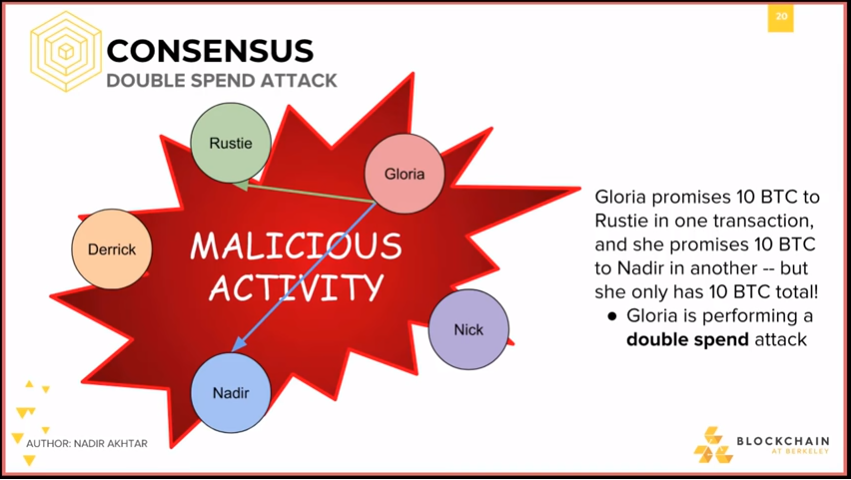 20
CONSENSUS
DOUBLE SPEND ATTACK
Rustie
Gloria
Derrick
MALICIOUS
ACTIVITY
Nick
Nadir
Gloria promises 10 BTC to
Rustie in one transaction,
and she promises 10 BTC
to Nadir in another -- but
she only has 10 BTC total!
● Gloria is performing a
double spend attack
AUTHOR: NADIR AKHTAR
BLOCKCHAIN
AT BERKELEY